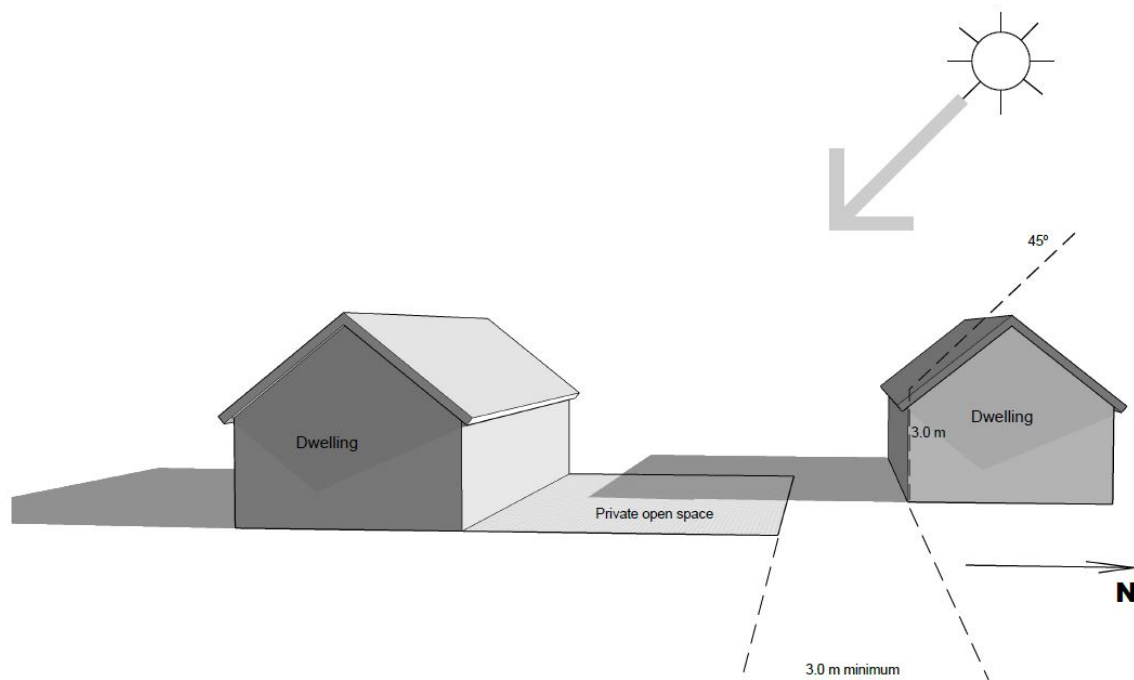 45º
Dwelling
Dwelling
3.0 m
Private open space
N
3.0 m minimum